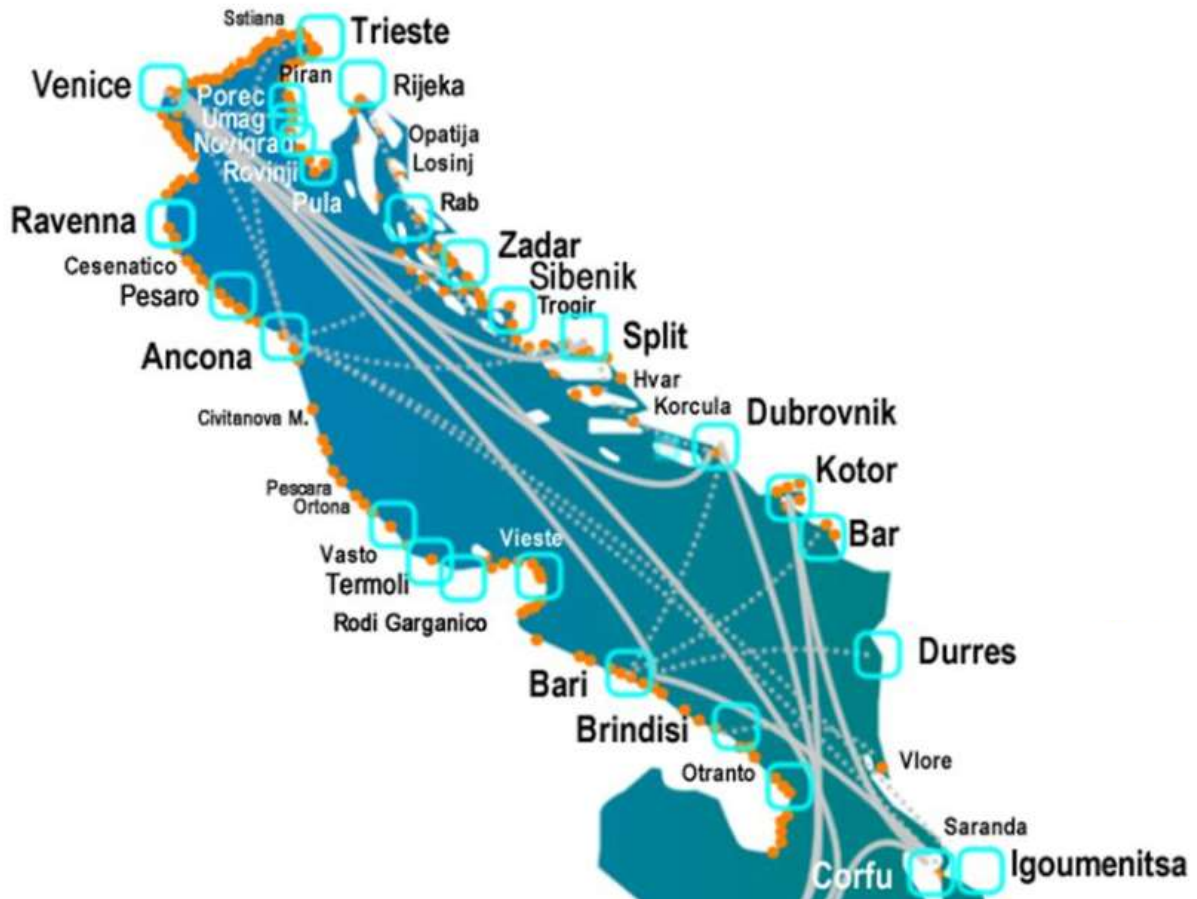 Sstiana
Trieste
Venice
Piran
Rijeka
Porec
Umag
Novigrad
Opatija
Losinj
Rovinji
Pula
Rab
Ravenna
Zadar
Cesenatico
Sibenik
Pesaro
Trogir
Ancona
Split
Hvar
Korcula
Civitanova M.
Dubrovnik
Kotor
Pescara
Ortona
Bar
Vasto
Vieste
Termoli
Rodi Garganico
Durres
Bari
Brindisi
Otranto
Vlore
Saranda
Corfu
Igoumenitsa